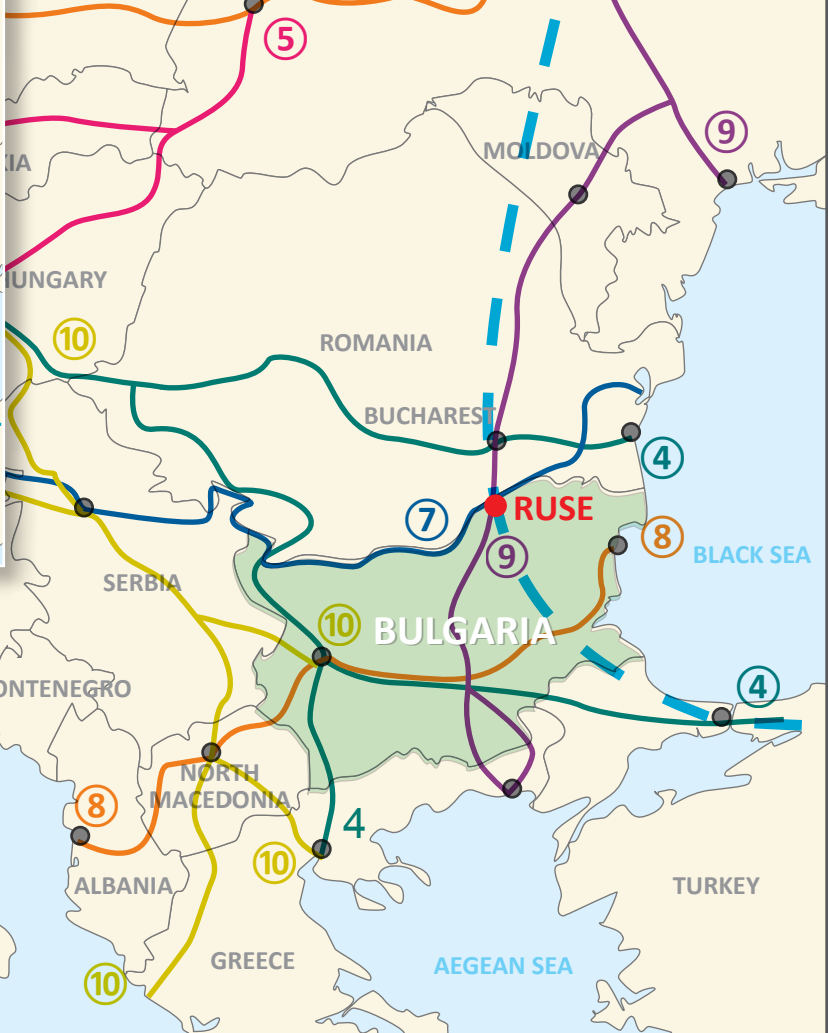 ⑤
⑨
MOLDOVA
KIA
HUNGARY
⑩
ROMANIA
BUCHAREST
④
⑦
RUSE
⑧
⑨
BLACK SEA
SERBIA
⑩
BULGARIA
ONTENEGRO
④
NORTH
MACEDONIA
⑧
4
⑩
ALBANIA
TURKEY
GREECE
AEGEAN SEA
⑩